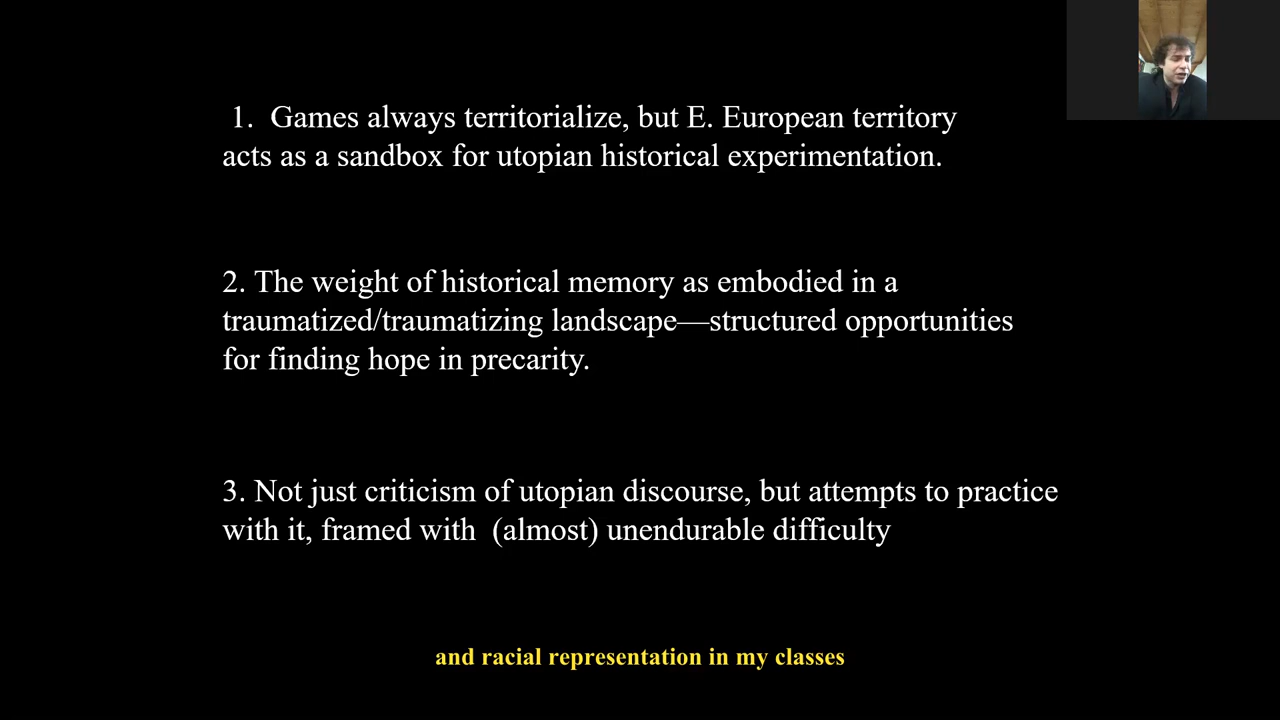 1. Games always territorialize, but E. European territory
acts as a sandbox for utopian historical experimentation.
2. The weight of historical memory as embodied in a
traumatized/traumatizing landscape—structured opportunities
for finding hope in precarity.
3. Not just criticism of utopian discourse, but attempts to practice
with it, framed with (almost) unendurable difficulty
and racial representation in my classes